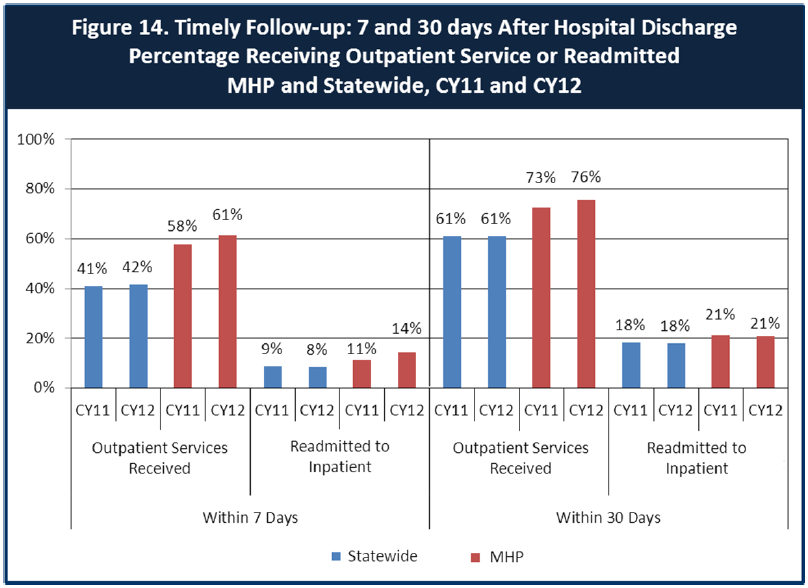 Figure 14. Timely Follow-up: 7 and 30 days After Hospital Discharge
Percentage Receiving Outpatient Service or Readmitted
MHP and Statewide, CY11 and CY12
100%
80%
60%
40%
20%
0%
41%
42%
58%
61%
9%
8%
11%
14%
61%
61%
73%
76%
18%
18%
21%
21%
CY11 CY12 CY11 CY12 CY11 CY12 CY11 CY12 CY11 CY12 CY11 CY12 CY11 CY12 CY11 CY12
Outpatient Services
Received
Readmitted to
Inpatient
Outpatient Services
Received
Readmitted to
Inpatient
Within 7 Days
Within 30 Days
Statewide
MHP